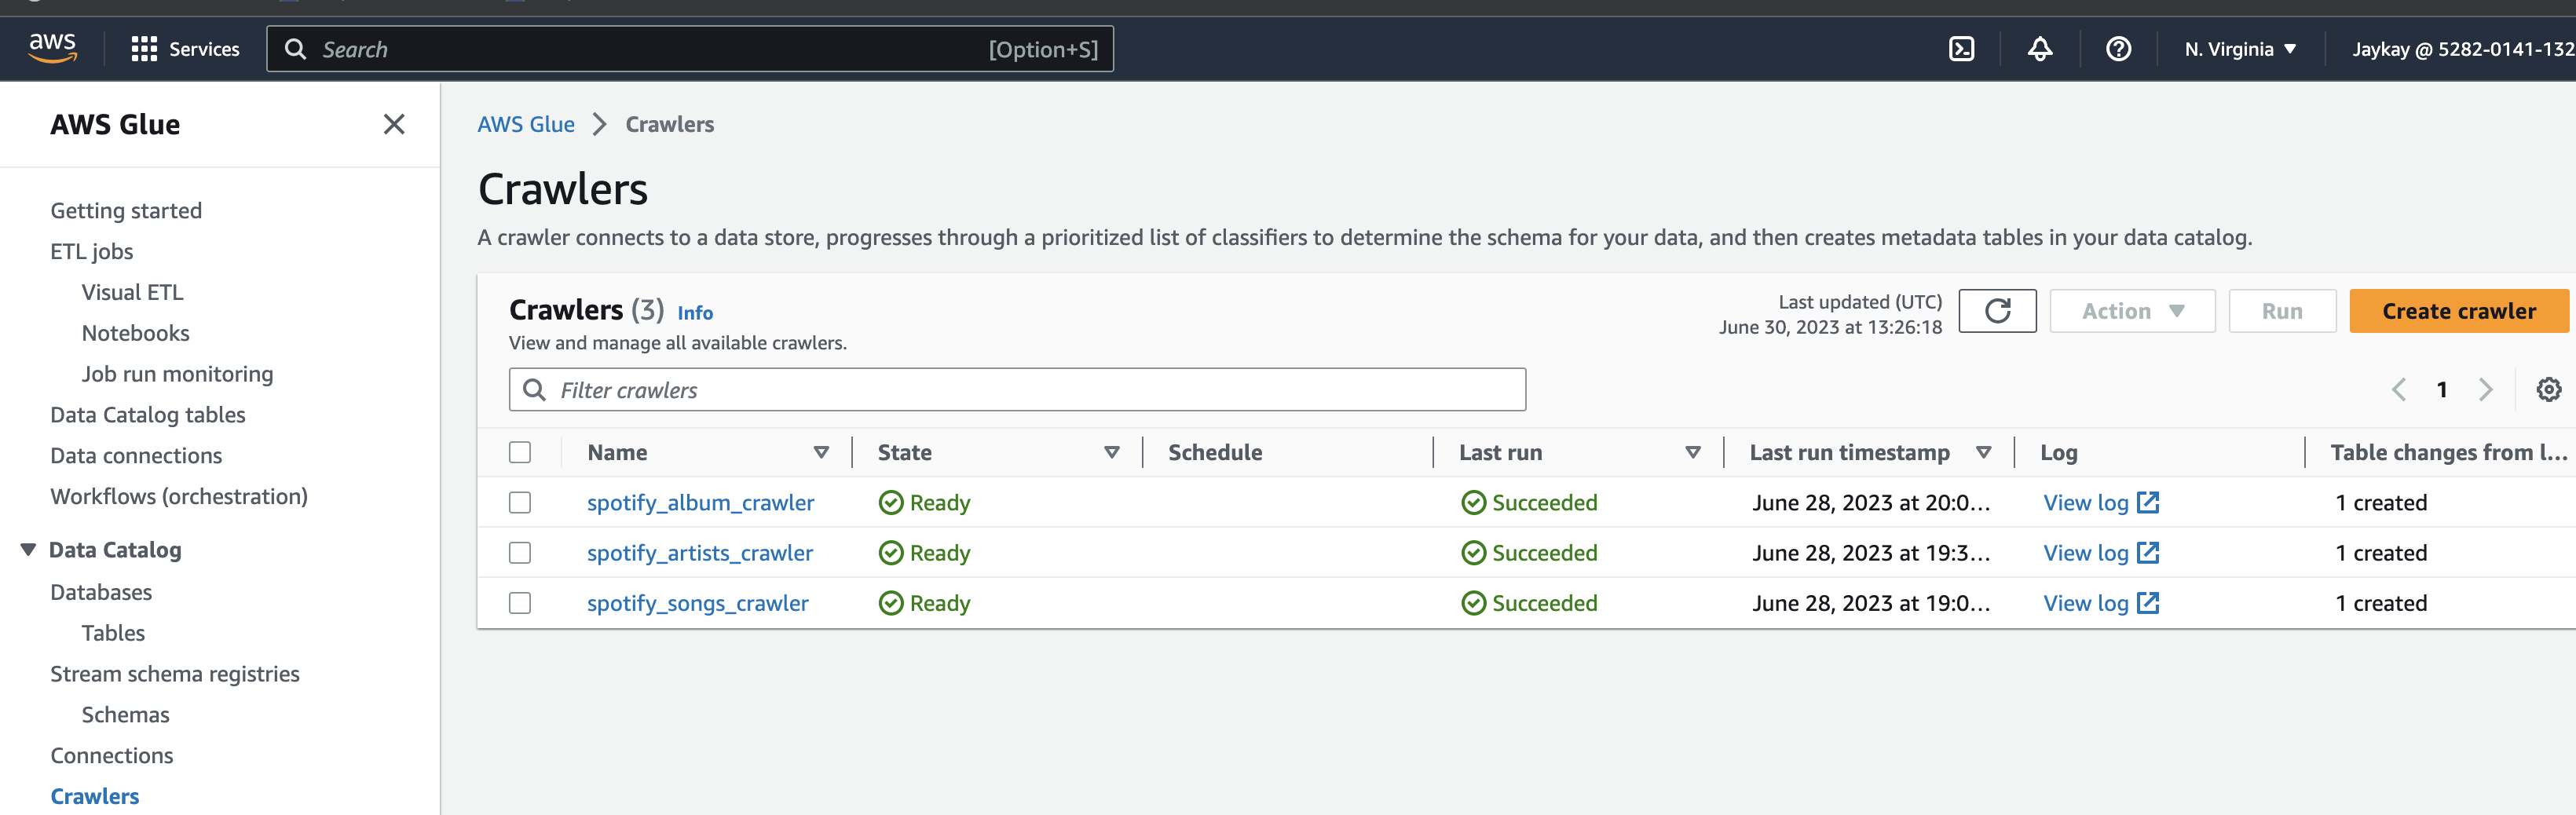 aws
Services
Search
[Option+S]
N. Virginia
Jaykay @ 5282-0141-132
AWS Glue
Getting started
ETL jobs
Visual ETL
Notebooks
Job run monitoring
Data Catalog tables
Data connections
Workflows (orchestration)
Data Catalog
Databases
Tables
Stream schema registries
Schemas
Connections
Crawlers
AWS Glue Crawlers
Crawlers
A crawler connects to a data store, progresses through a prioritized list of classifiers to determine the schema for your data, and then creates metadata tables in your data catalog.
Crawlers (3) Info
View and manage all available crawlers.
Last updated (UTC)
June 30, 2023 at 13:26:18
Action
Run
Create crawler
Filter crawlers
1
Name State Schedule Last run Last run timestamp Log Table changes from l...
spotify_album_crawler Ready Succeeded June 28, 2023 at 20:0... View log 1 created
spotify_artists_crawler Ready Succeeded June 28, 2023 at 19:3... View log 1 created
spotify_songs_crawler Ready Succeeded June 28, 2023 at 19:0... View log 1 created